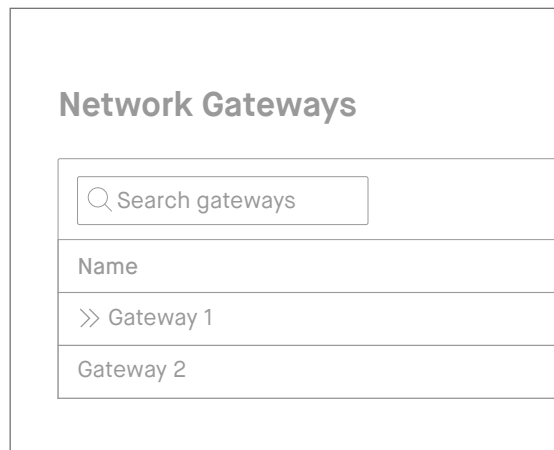 Network Gateways
Search gateways
Name
Gateway 1
Gateway 2